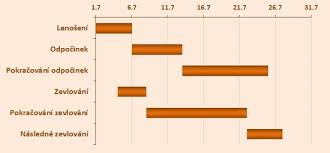 1.7 6.7 11.7 16.7 21.7 26.7 31.7
Lenošení
Odpočinek
Pokračování odpočinek
Zevlování
Pokračování zevlování
Následné zevlování